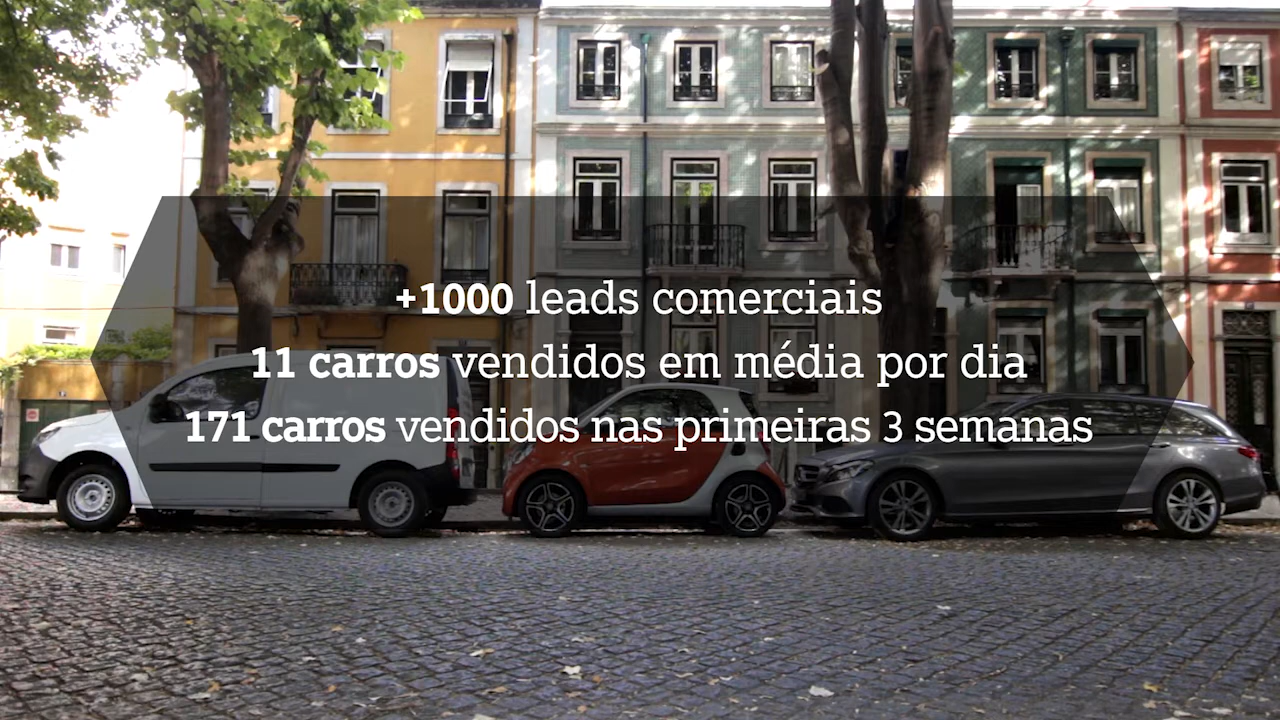 +1000 leads comerciais
11 carros vendidos em média por dia
171 carros vendidos nas primeiras 3 semanas